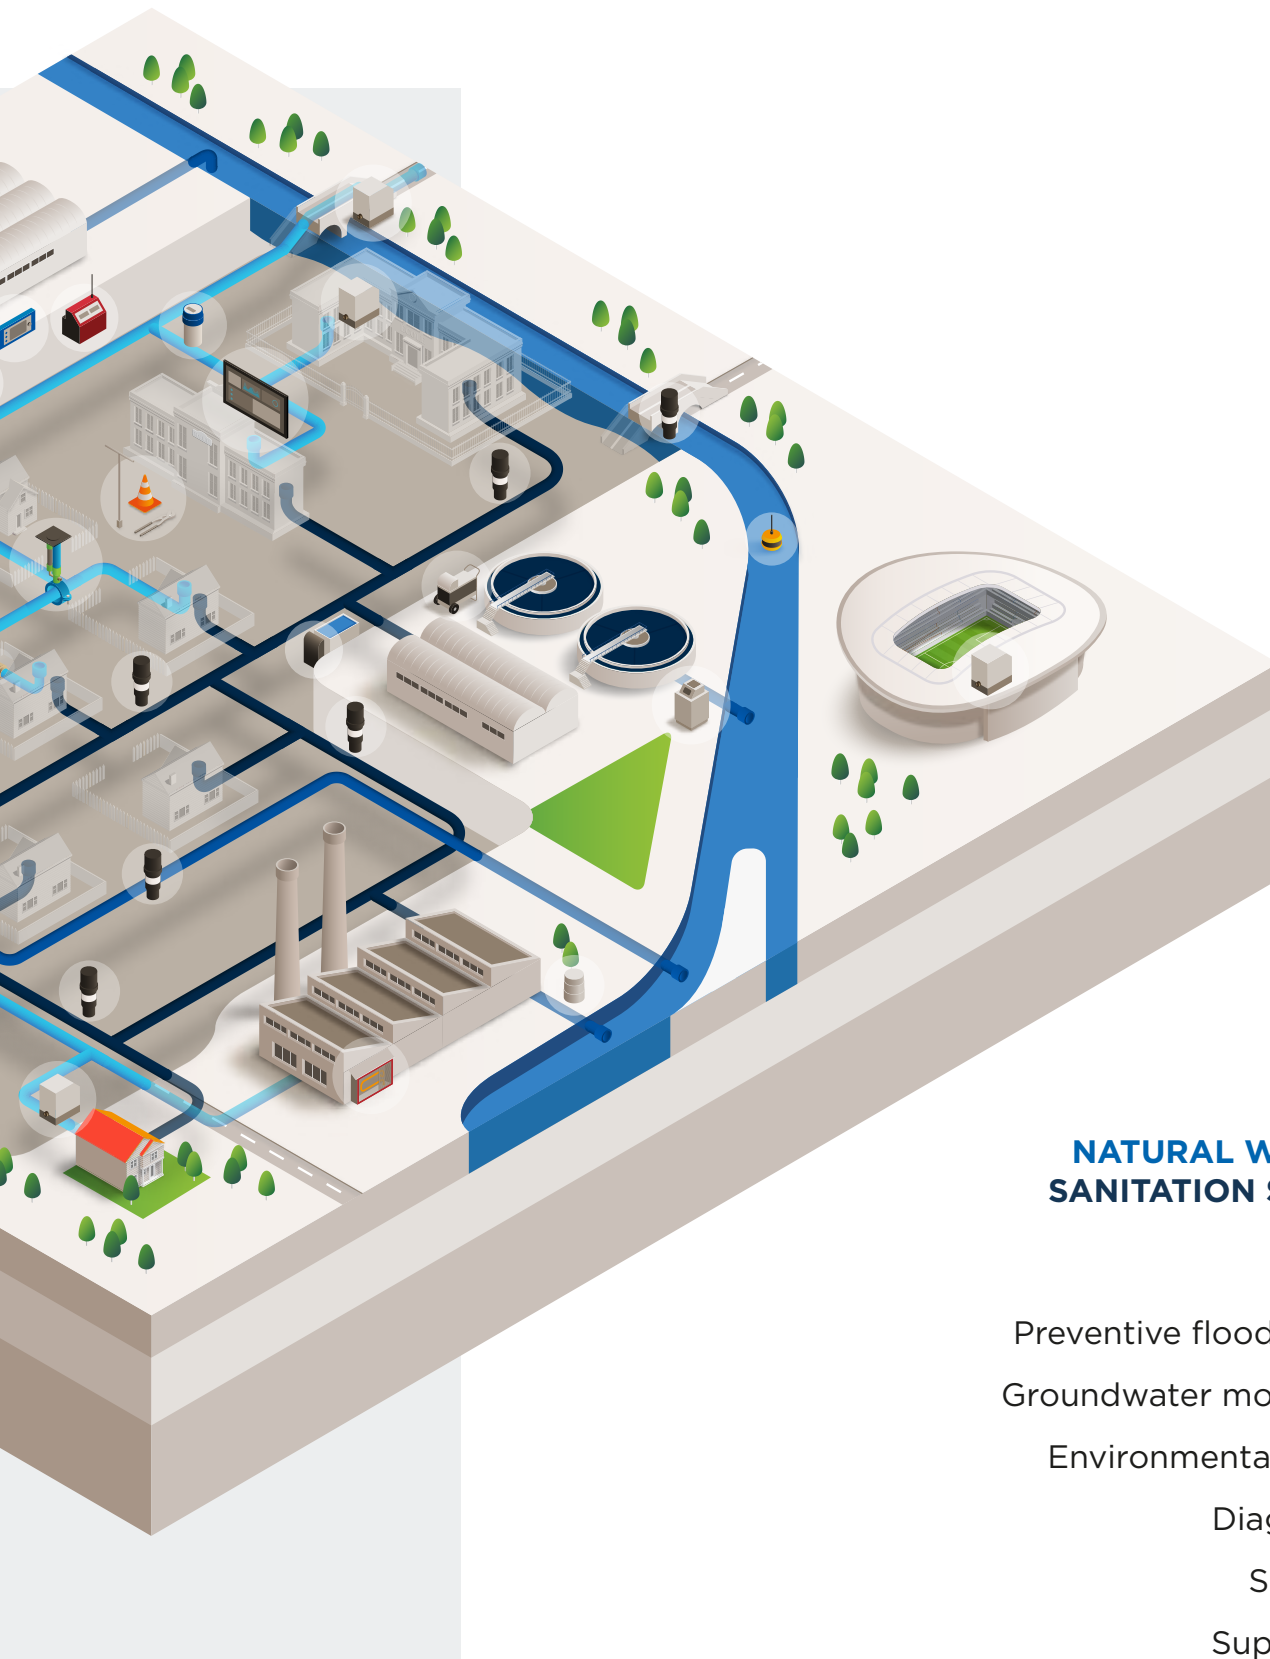 NATURAL W
SANITATION S
Preventive flood
Groundwater mo
Environmenta
Diag
S
Sup